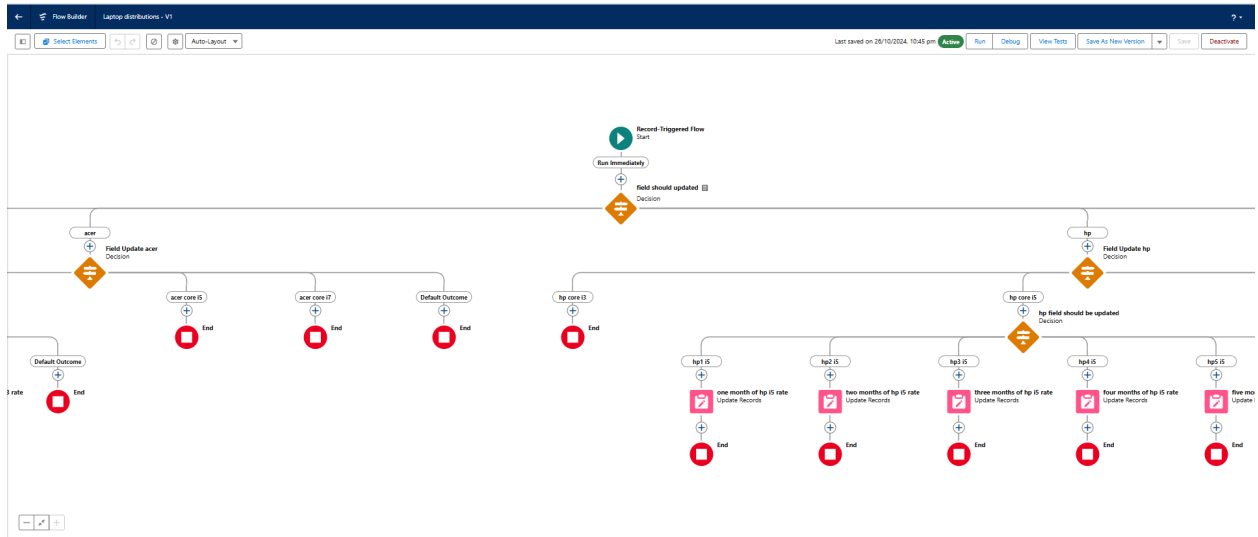 Flow Builder
Laptop distributions - V1
?
Select Elements
Auto-Layout
Last saved on 26/10/2024, 10:45 pm
Active
Run
Debug
View Tests
Save As New Version
Save
Deactivate
Record-Triggered Flow
Start
Run Immediately
field should updated
Decision
acer
Field Update acer
Decision
hp
Field Update hp
Decision
acer core i5
End
acer core i7
End
Default Outcome
End
hp core i3
End
hp core i5
hp field should be updated
Decision
Default Outcome
End
rate
hp1 i5
one month of hp i5 rate
Update Records
End
hp2 i5
two months of hp i5 rate
Update Records
End
hp3 i5
three months of hp i5 rate
Update Records
End
hp4 i5
four months of hp i5 rate
Update Records
End
hp5 i5
five mo
Update
End